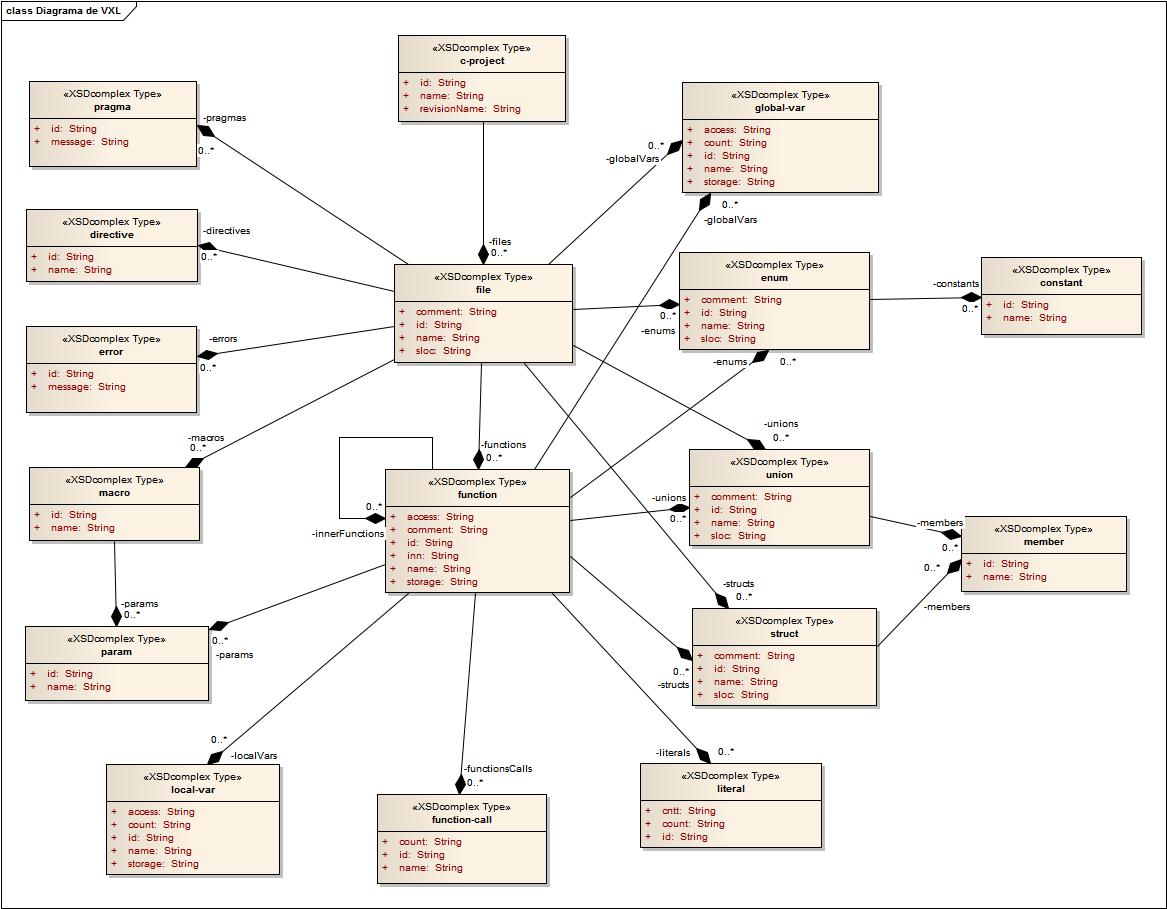 class Diagrama de VXL
«XSDcomplex Type»
c-project
+ id: String
+ name: String
+ revisionName: String
«XSDcomplex Type»
pragma
+ id: String
+ message: String
-pragmas
0..*
«XSDcomplex Type»
global-var
+ access: String
+ count: String
+ id: String
+ name: String
+ storage: String
0..*
-globalVars
0..*
-globalVars
«XSDcomplex Type»
directive
+ id: String
+ name: String
-directives
0..*
-files
0..*
«XSDcomplex Type»
file
+ comment: String
+ id: String
+ name: String
+ sloc: String
«XSDcomplex Type»
enum
+ comment: String
+ id: String
+ name: String
+ sloc: String
0..*
-enums
-enums
0..*
-constants
0..*
«XSDcomplex Type»
constant
+ id: String
+ name: String
«XSDcomplex Type»
error
+ id: String
+ message: String
-errors
0..*
-macros
0..*
«XSDcomplex Type»
macro
+ id: String
+ name: String
-functions
0..*
«XSDcomplex Type»
function
+ access: String
+ comment: String
+ id: String
+ inn: String
+ name: String
+ storage: String
0..*
-innerFunctions
-unions
0..*
-unions
0..*
«XSDcomplex Type»
union
+ comment: String
+ id: String
+ name: String
+ sloc: String
-members
0..*
«XSDcomplex Type»
member
+ id: String
+ name: String
0..*
-members
-params
0..*
«XSDcomplex Type»
param
+ id: String
+ name: String
0..*
-params
-structs
0..*
«XSDcomplex Type»
struct
+ comment: String
+ id: String
+ name: String
+ sloc: String
0..*
-structs
0..*
-localVars
«XSDcomplex Type»
local-var
+ access: String
+ count: String
+ id: String
+ name: String
+ storage: String
-functionsCalls
0..*
«XSDcomplex Type»
function-call
+ count: String
+ id: String
+ name: String
-literals
0..*
«XSDcomplex Type»
literal
+ cntt: String
+ count: String
+ id: String